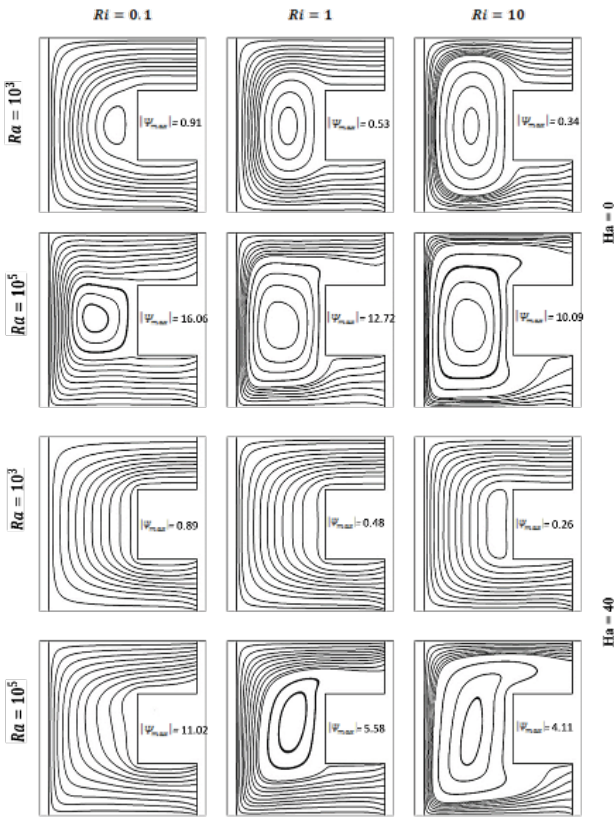 Ri = 0.1 Ri = 1 Ri = 10
Ra = 10³
|Ψmax|= 0.91
|Ψmax|= 0.53
|Ψmax|= 0.34
Ha = 0
Ra = 10⁵
|Ψmax|= 16.06
|Ψmax|= 12.72
|Ψmax|= 10.09
Ra = 10³
|Ψmax|= 0.89
|Ψmax|= 0.48
|Ψmax|= 0.26
Ha = 40
Ra = 10⁵
|Ψmax|= 11.02
|Ψmax|= 5.58
|Ψmax|= 4.11